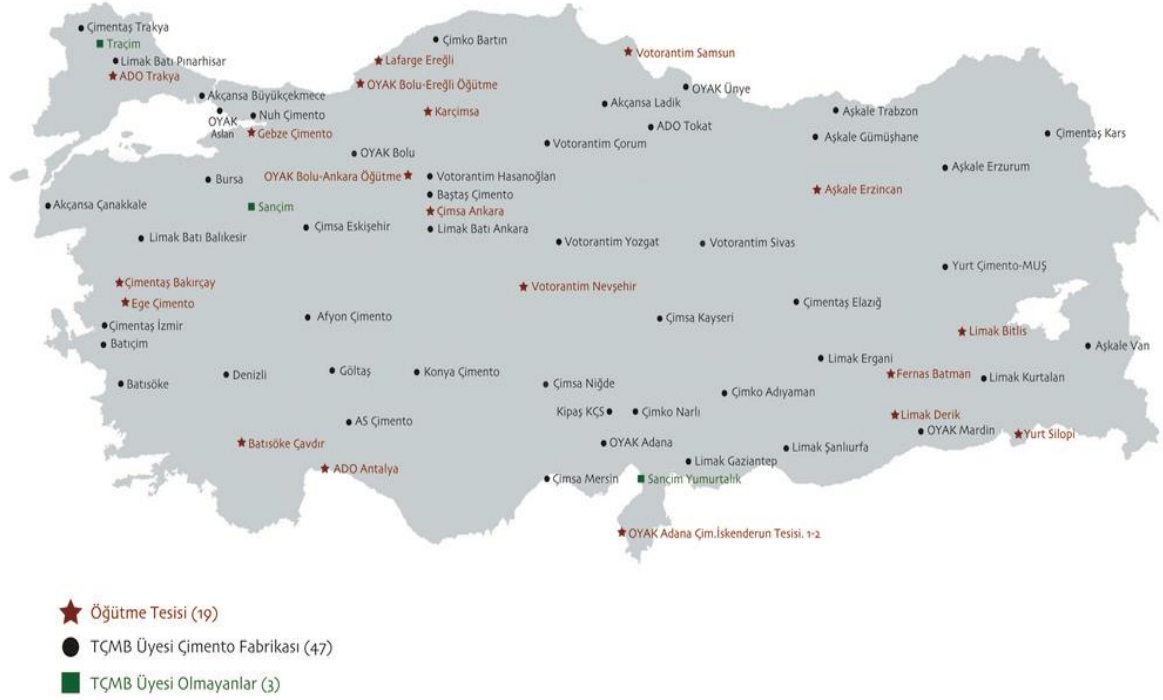 Çimentaş Trakya
Traçim
Limak Batı Pınarhisar
ADO Trakya
Çimko Bartın
Lafarge Ereğli
OYAK Bolu-Ereğli Öğütme
Votorantim Samsun
Akçansa Büyükçekmece
OYAK
Aslan
Nuh Çimento
Gebze Çimento
Karçimsa
Akçansa Ladik
OYAK Ünye
ADO Tokat
Aşkale Trabzon
Aşkale Gümüşhane
Çimentaş Kars
OYAK Bolu
Votorantim Çorum
Aşkale Erzurum
Bursa
OYAK Bolu-Ankara Öğütme
Votorantim Hasanoğlan
Baştaş Çimento
Aşkale Erzincan
Akçansa Çanakkale
Sançim
Çimsa Ankara
Çimsa Eskişehir
Limak Batı Ankara
Limak Batı Balıkesir
Votorantim Yozgat
Votorantim Sivas
Yurt Çimento-MUŞ
Çimentaş Bakırçay
Ege Çimento
Votorantim Nevşehir
Çimentaş Elazığ
Çimentaş İzmir
Afyon Çimento
Çimsa Kayseri
Limak Bitlis
Batıçim
Aşkale Van
Limak Ergani
Batısöke
Denizli
Göltaş
Konya Çimento
Çimsa Niğde
Çimko Adıyaman
Fernas Batman
Limak Kurtalan
Kipaş KÇS
Çimko Narlı
AS Çimento
Limak Derik
OYAK Mardin
Yurt Silopi
Batısöke Çavdır
OYAK Adana
Limak Şanlıurfa
ADO Antalya
Limak Gaziantep
Çimsa Mersin
Sançim Yumurtalık
OYAK Adana Çim.İskenderun Tesisi. 1-2
Öğütme Tesisi (19)
TÇMB Üyesi Çimento Fabrikası (47)
TÇMB Üyesi Olmayanlar (3)